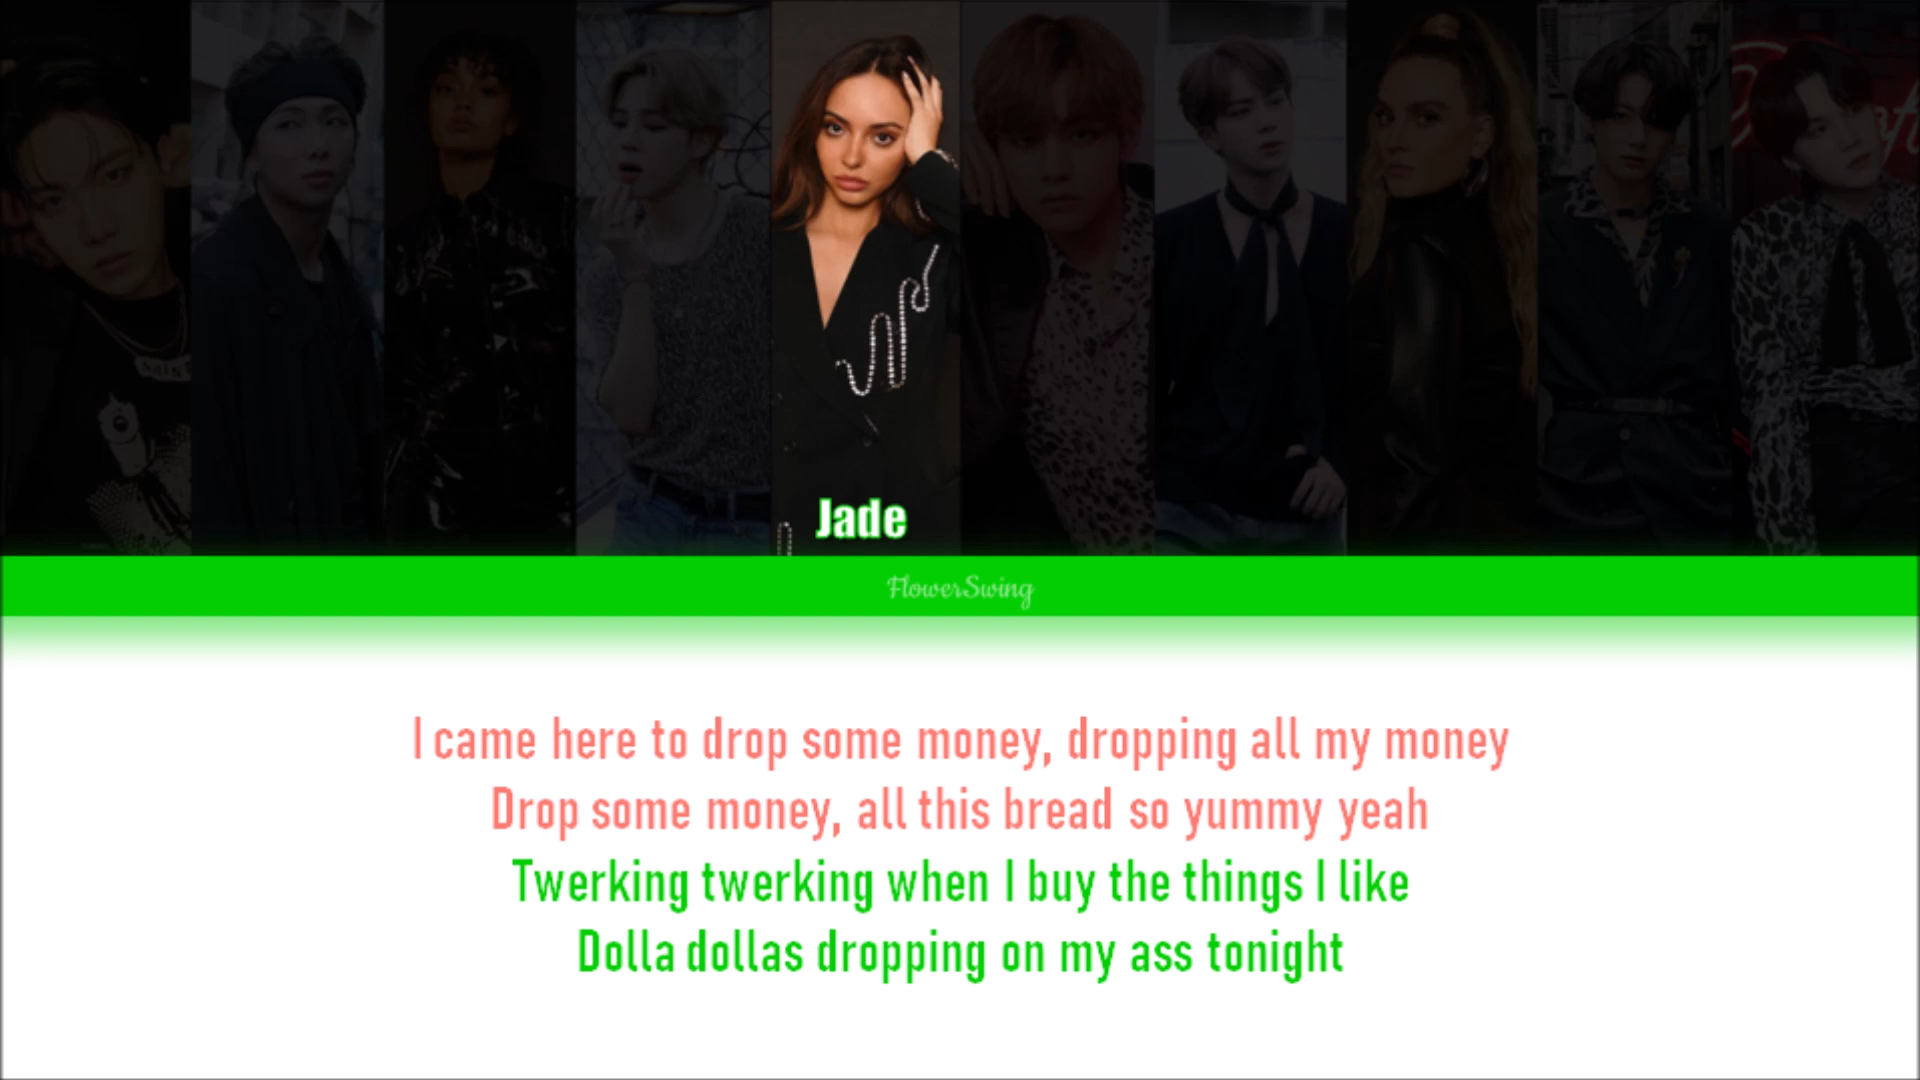 Jade
FlowerSwing
I came here to drop some money, dropping all my money
Drop some money, all this bread so yummy yeah
Twerking twerking when I buy the things I like
Dolla dollas dropping on my ass tonight